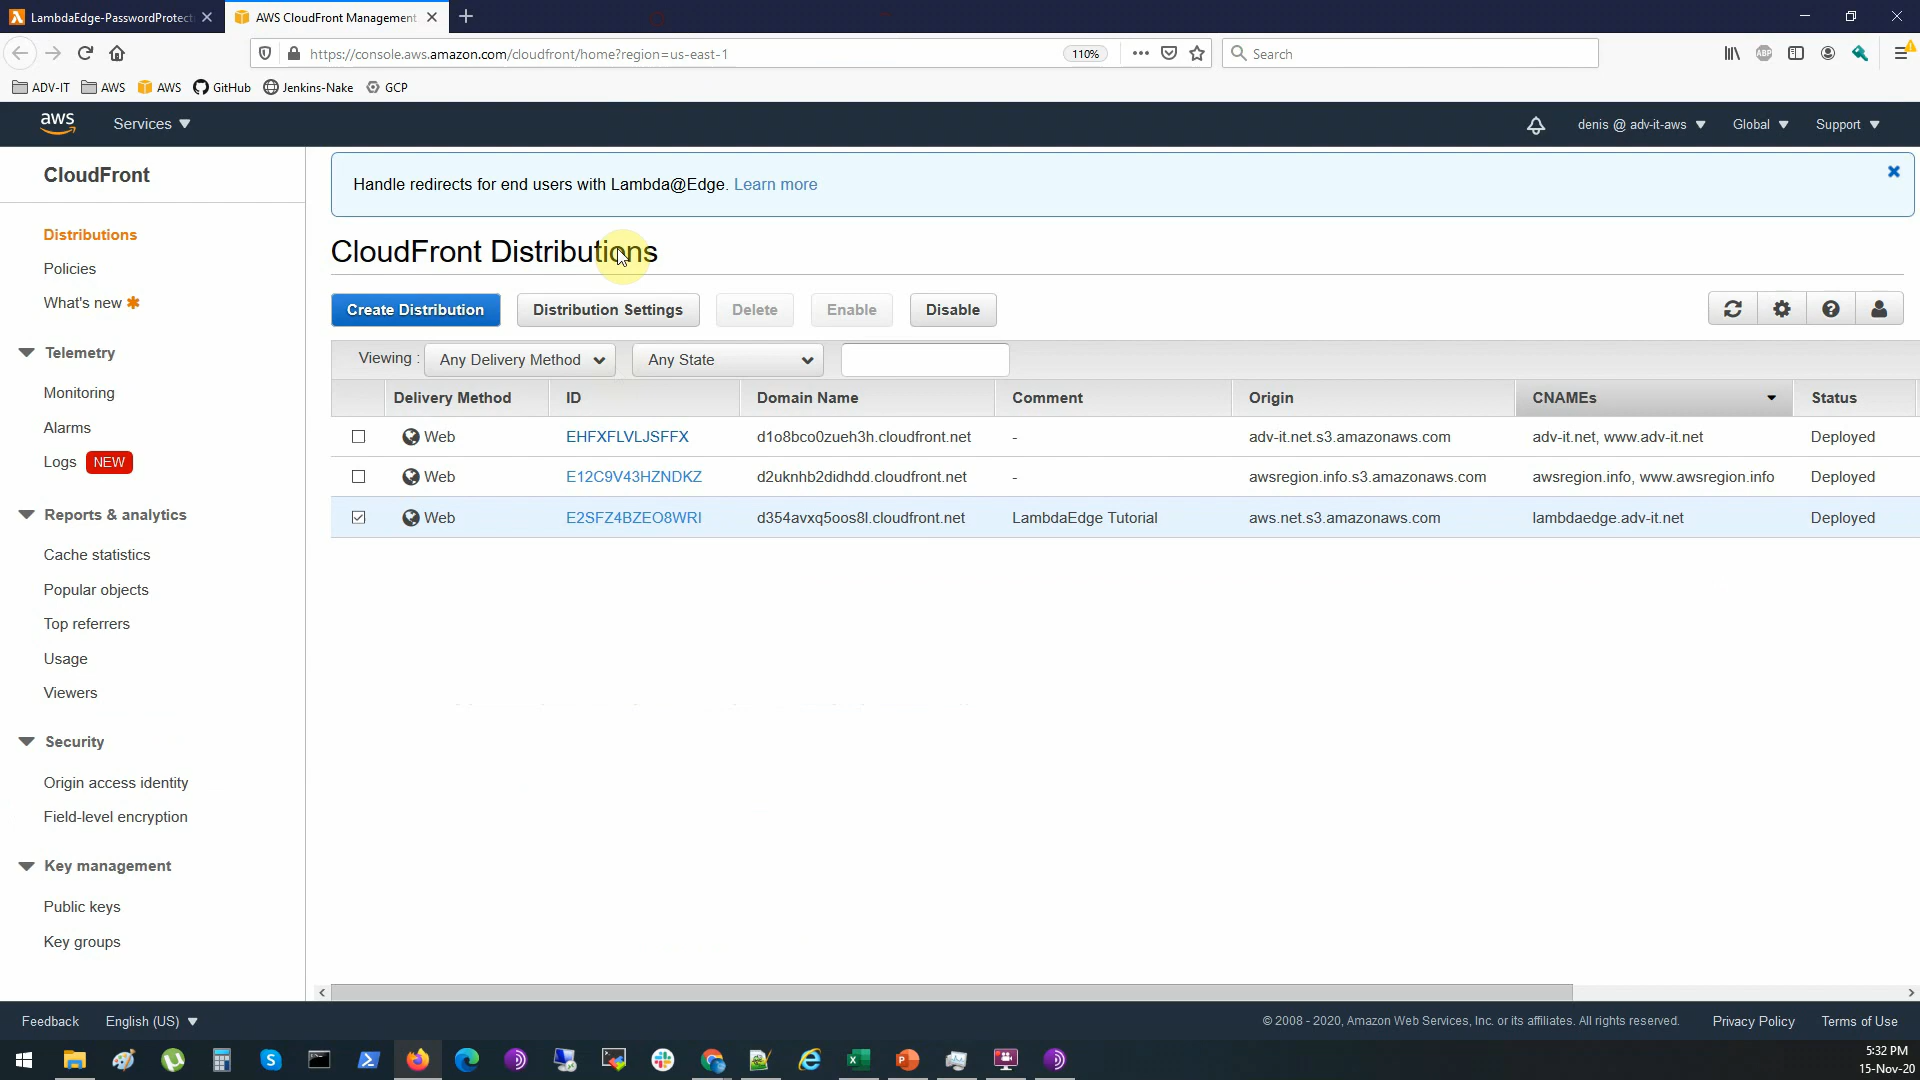 LambdaEdge-PasswordProtect
AWS CloudFront Management
https://console.aws.amazon.com/cloudfront/home?region=us-east-1
110%
Search
ABP
ADV-IT
AWS
AWS
GitHub
Jenkins-Nake
GCP
aws
Services
denis @ adv-it-aws
Global
Support
CloudFront
Distributions
Policies
What's new
Telemetry
Monitoring
Alarms
Logs NEW
Reports & analytics
Cache statistics
Popular objects
Top referrers
Usage
Viewers
Security
Origin access identity
Field-level encryption
Key management
Public keys
Key groups
Handle redirects for end users with Lambda@Edge. Learn more
CloudFront Distributions
Create Distribution
Distribution Settings
Delete
Enable
Disable
Viewing : Any Delivery Method Any State
Delivery Method ID Domain Name Comment Origin CNAMEs Status
Web EHFXFLVLJSFFX d1o8bco0zueh3h.cloudfront.net - adv-it.net.s3.amazonaws.com adv-it.net, www.adv-it.net Deployed
Web E12C9V43HZNDKZ d2uknhb2didhdd.cloudfront.net - awsregion.info.s3.amazonaws.com awsregion.info, www.awsregion.info Deployed
Web E2SFZ4BZEO8WRI d354avxq5oos8l.cloudfront.net LambdaEdge Tutorial aws.net.s3.amazonaws.com lambdaedge.adv-it.net Deployed
Feedback
English (US)
© 2008 - 2020, Amazon Web Services, Inc. or its affiliates. All rights reserved.
Privacy Policy
Terms of Use
5:32 PM
15-Nov-20